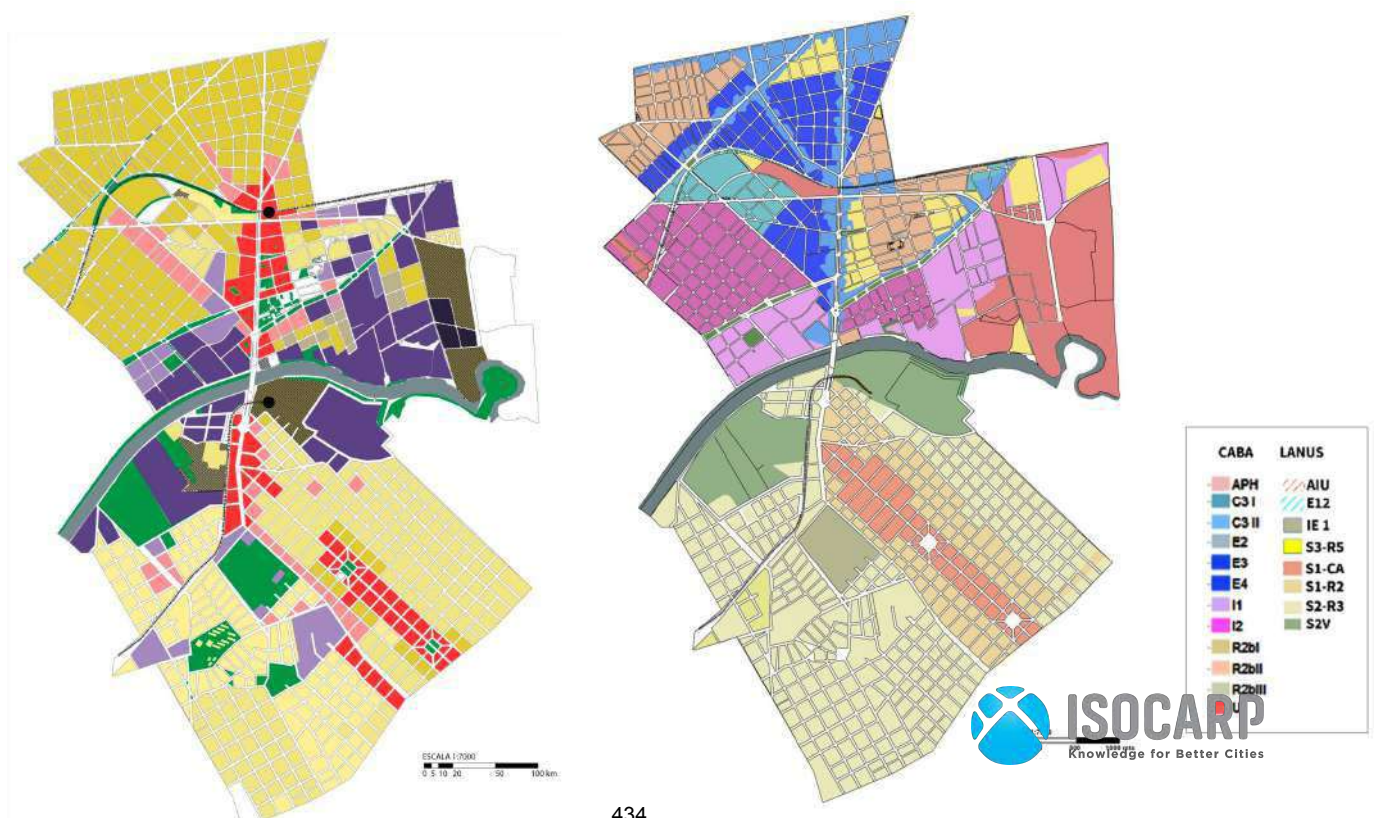 CABA LANUS
APH AIU
C3 I E12
C3 II IE 1
E2 S3-R5
E3 S1-CA
E4 S1-R2
I1 S2-R3
I2 S2V
R2bI
R2bII
R2bIII
U
ISOCARP
Knowledge for Better Cities
ESCALA 1:7000
0 5 10 20 50 100 km
434